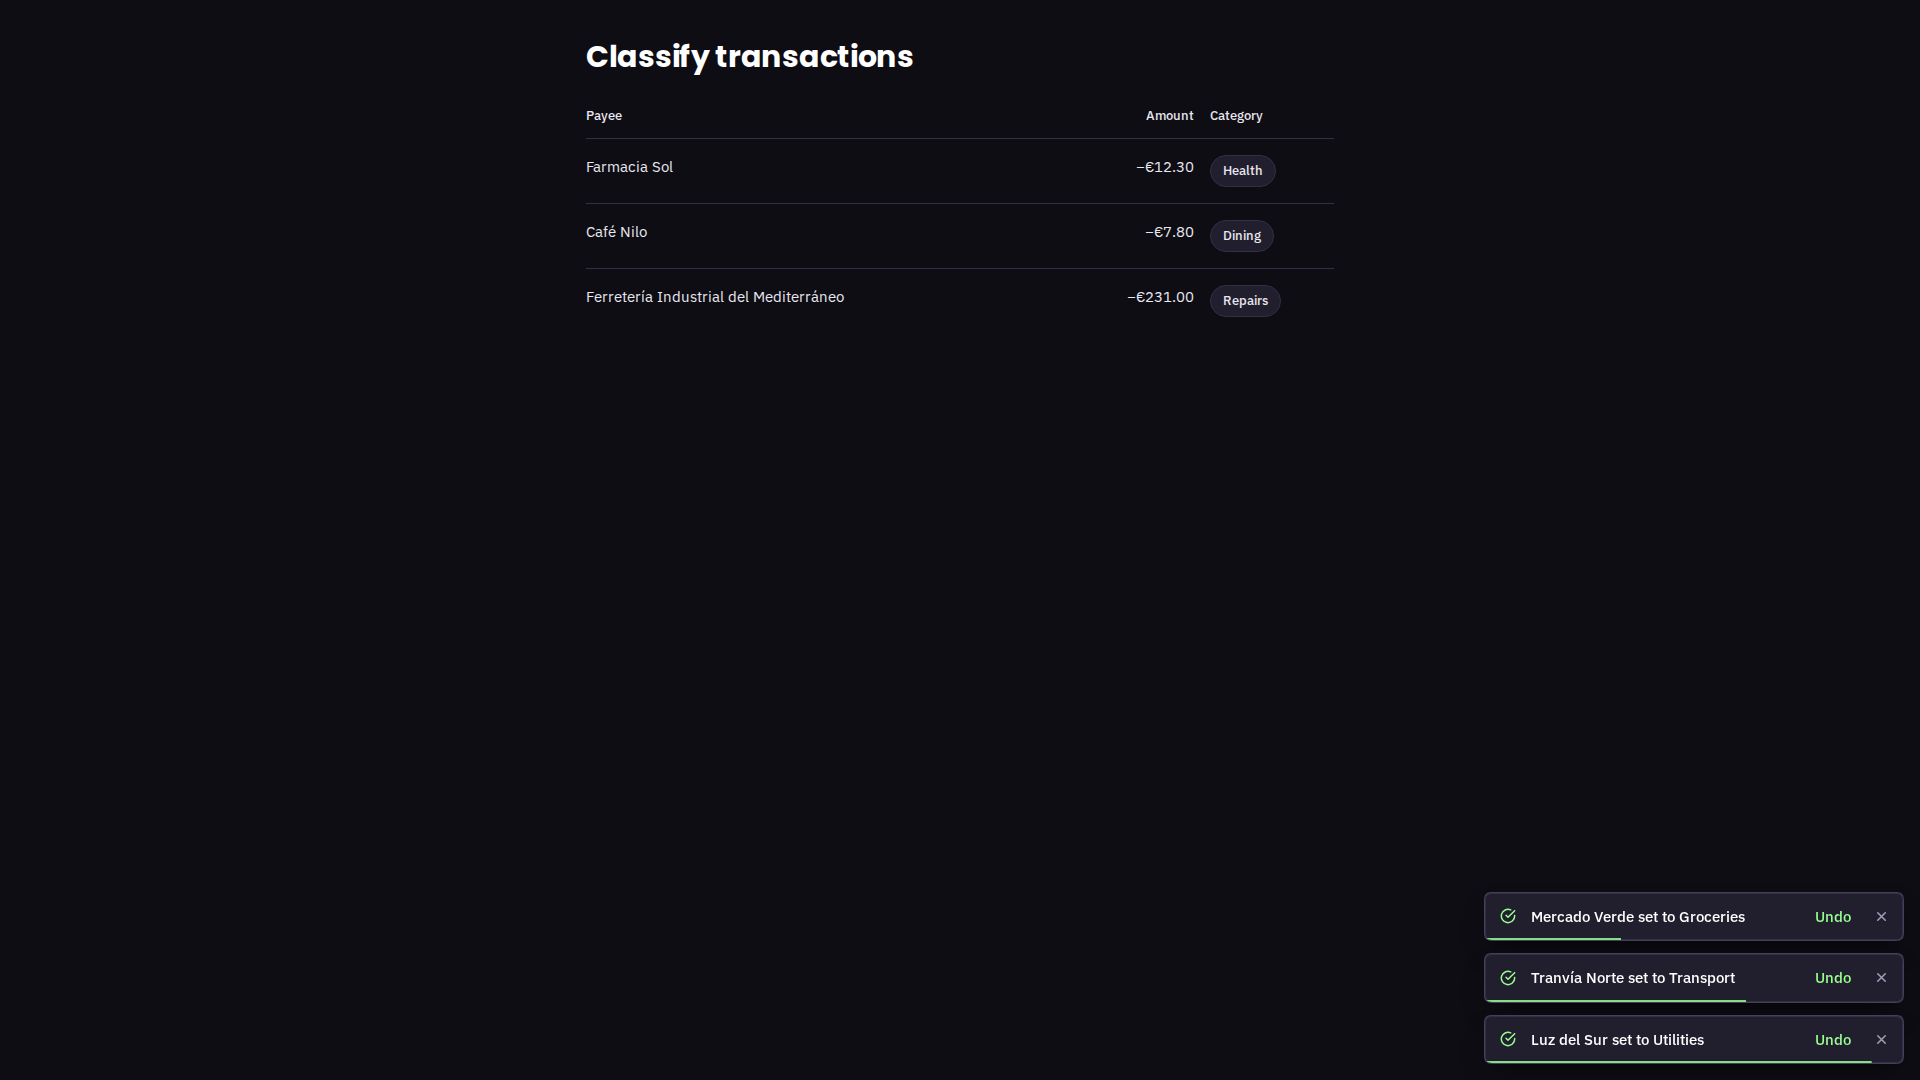 Classify transactions
Payee Amount Category
Farmacia Sol −€12.30 Health
Café Nilo −€7.80 Dining
Ferretería Industrial del Mediterráneo −€231.00 Repairs
Mercado Verde set to Groceries Undo
Tranvía Norte set to Transport Undo
Luz del Sur set to Utilities Undo